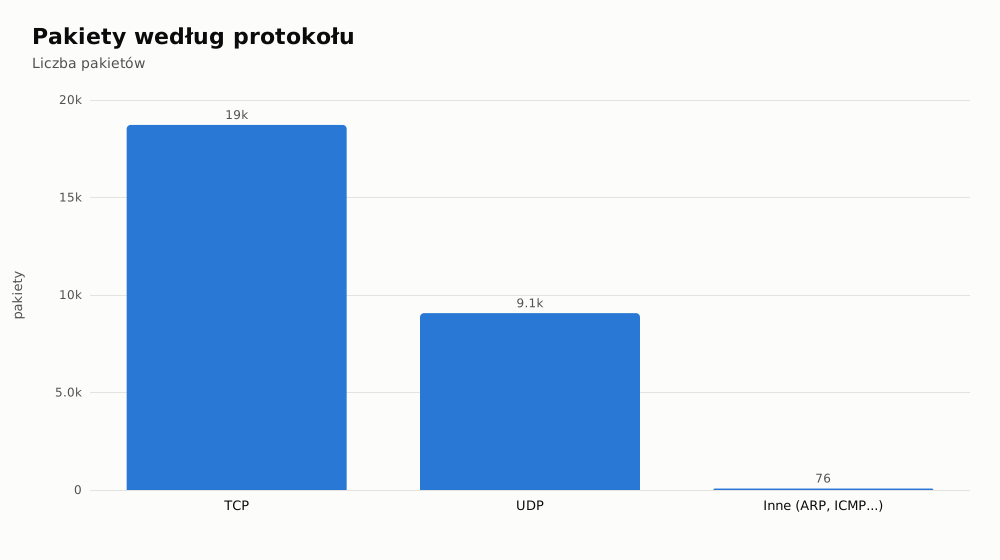 Pakiety według protokołu
Liczba pakietów
pakiety
20k
15k
10k
5.0k
0
19k
9.1k
76
TCP
UDP
Inne (ARP, ICMP...)